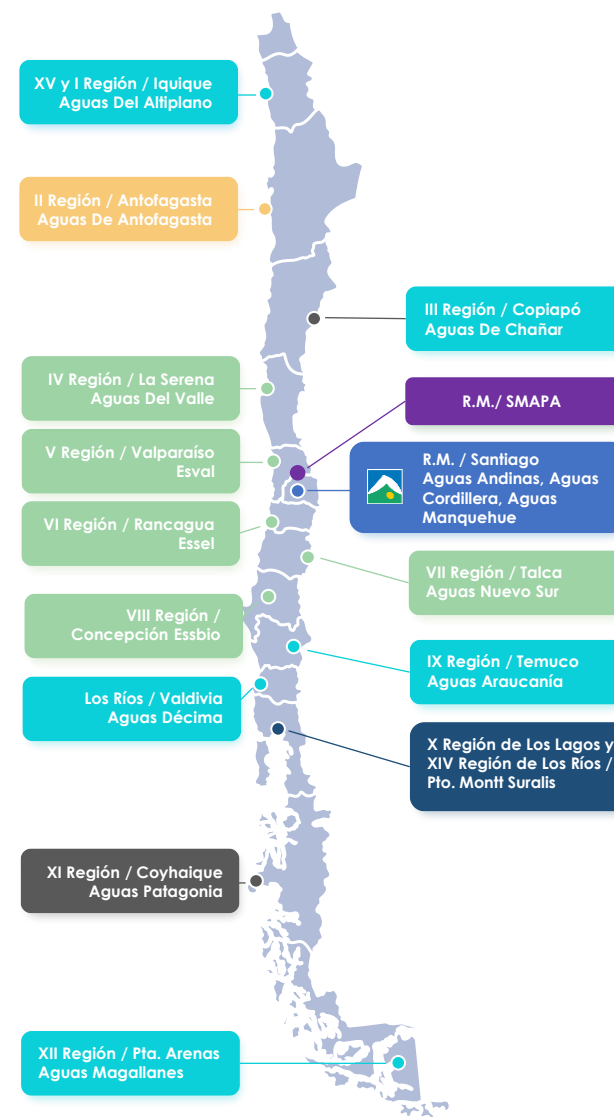 XV y I Región / Iquique
Aguas Del Altiplano
II Región / Antofagasta
Aguas De Antofagasta
III Región / Copiapó
Aguas De Chañar
IV Región / La Serena
Aguas Del Valle
R.M./ SMAPA
V Región / Valparaíso
Esval
R.M. / Santiago
Aguas Andinas, Aguas
Cordillera, Aguas
Manquehue
VI Región / Rancagua
Essel
VII Región / Talca
Aguas Nuevo Sur
VIII Región /
Concepción Essbio
IX Región / Temuco
Aguas Araucanía
Los Ríos / Valdivia
Aguas Décima
X Región de Los Lagos y
XIV Región de Los Ríos /
Pto. Montt Suralis
XI Región / Coyhaique
Aguas Patagonia
XII Región / Pta. Arenas
Aguas Magallanes